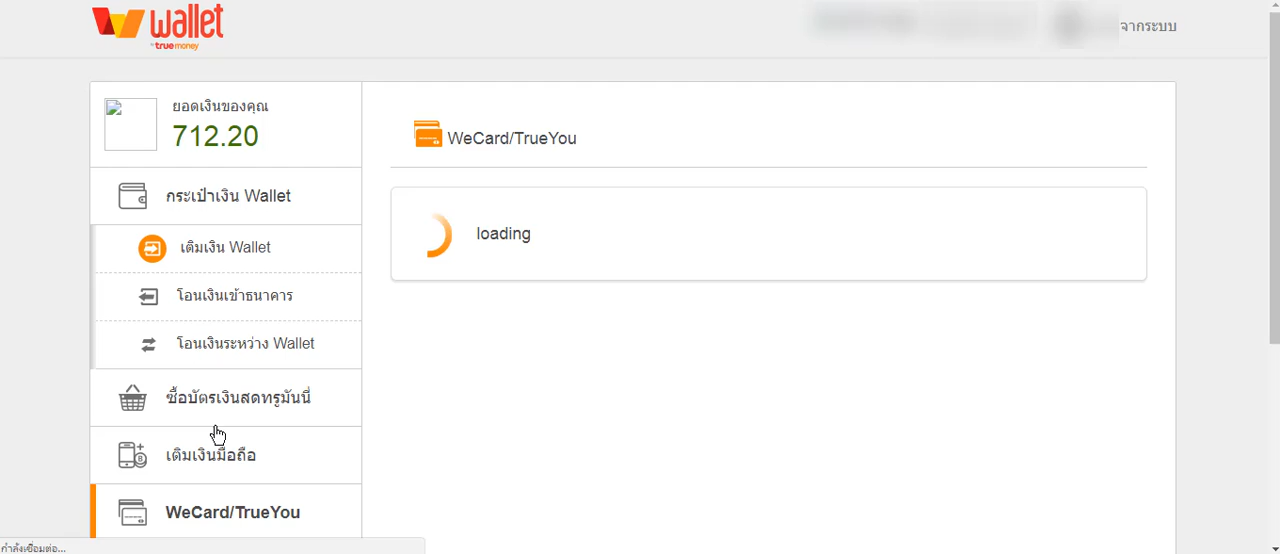 wallet
by truemoney
จากระบบ
ยอดเงินของคุณ
712.20
กระเป๋าเงิน Wallet
เติมเงิน Wallet
โอนเงินเข้าธนาคาร
โอนเงินระหว่าง Wallet
ซื้อบัตรเงินสดทรูมันนี่
เติมเงินมือถือ
WeCard/TrueYou
WeCard/TrueYou
loading
กำลังเชื่อมต่อ...